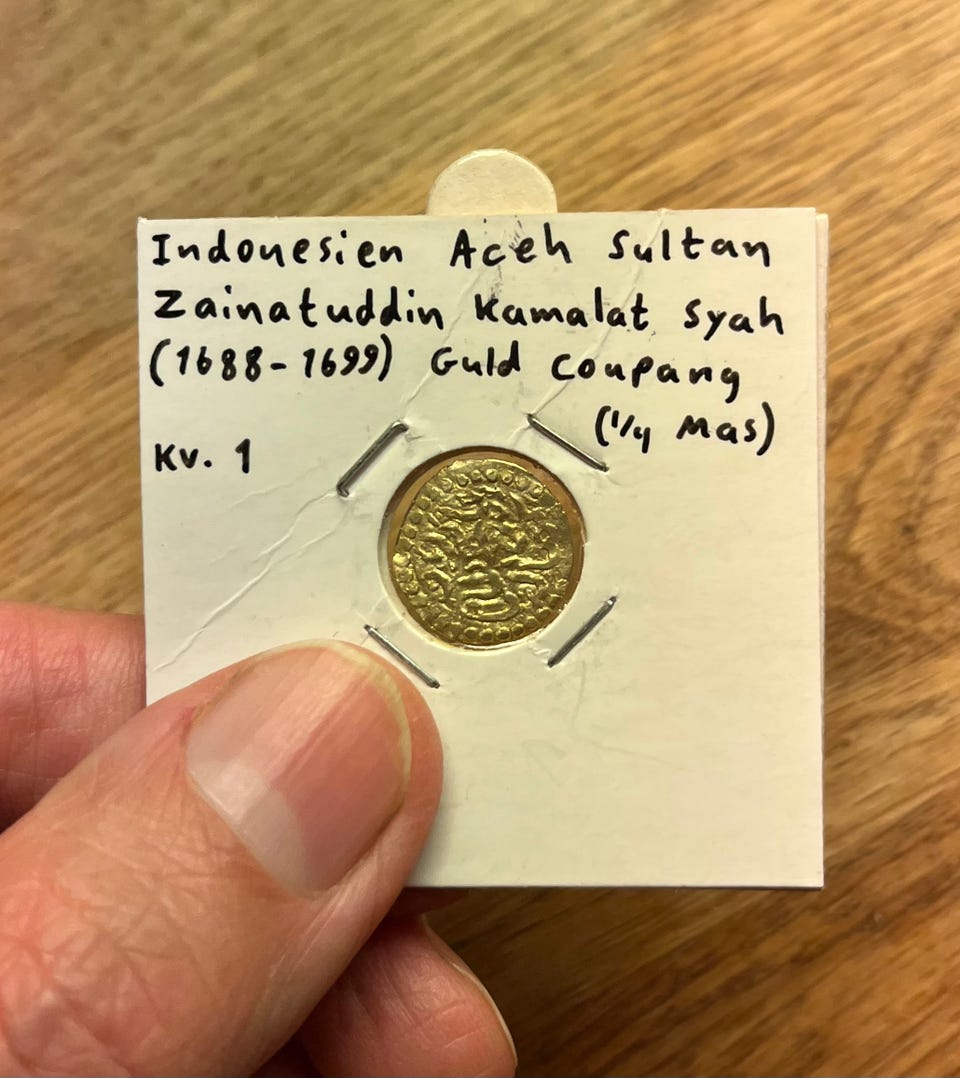 Indonesien Aceh Sultan
Zainatuddin Kamalat Syah
(1688-1699) Guld Coupang
(1/4 Mas)
Kv. 1